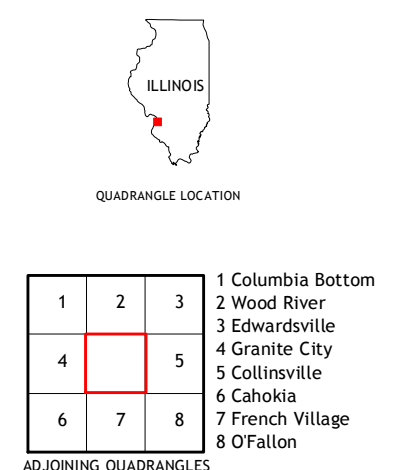 ILLINOIS
QUADRANGLE LOCATION
1 2 3
4 5
6 7 8
1 Columbia Bottom
2 Wood River
3 Edwardsville
4 Granite City
5 Collinsville
6 Cahokia
7 French Village
8 O'Fallon
ADJOINING QUADRANGLES